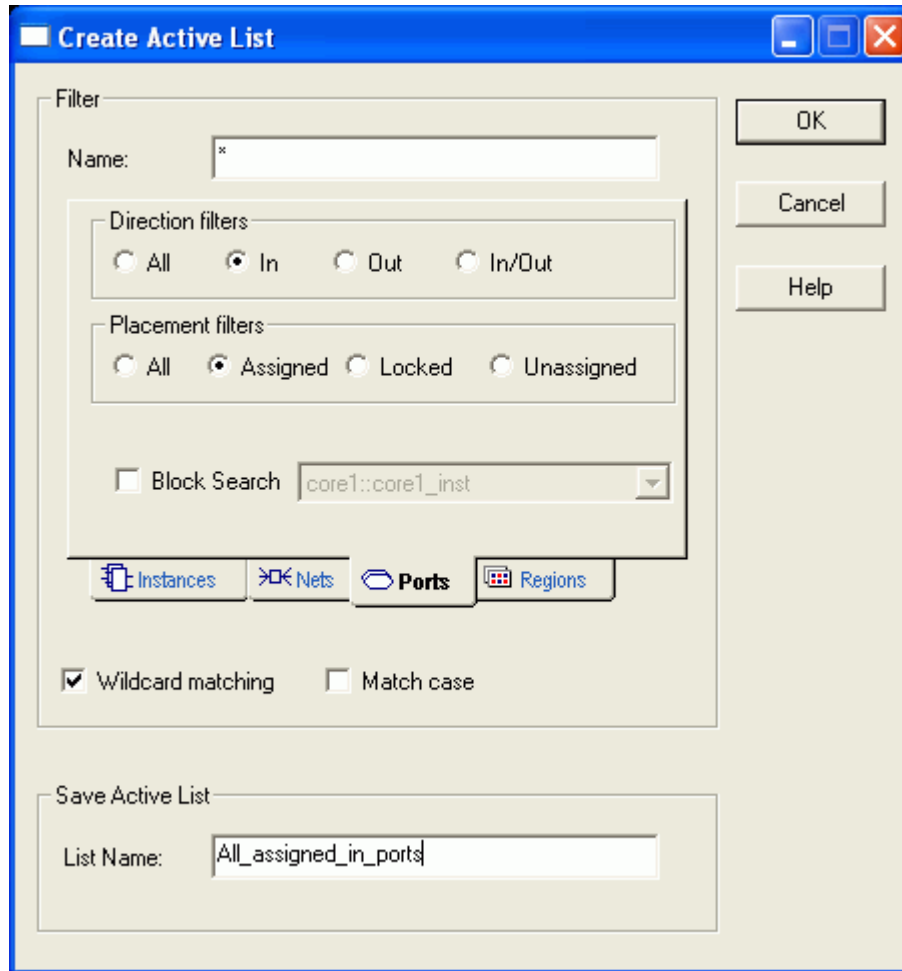 Create Active List
Filter
Name: *
OK
Direction filters
All In Out In/Out
Cancel
Help
Placement filters
All Assigned Locked Unassigned
Block Search core1::core1_inst
Instances Nets Ports Regions
Wildcard matching Match case
Save Active List
List Name: All_assigned_in_ports